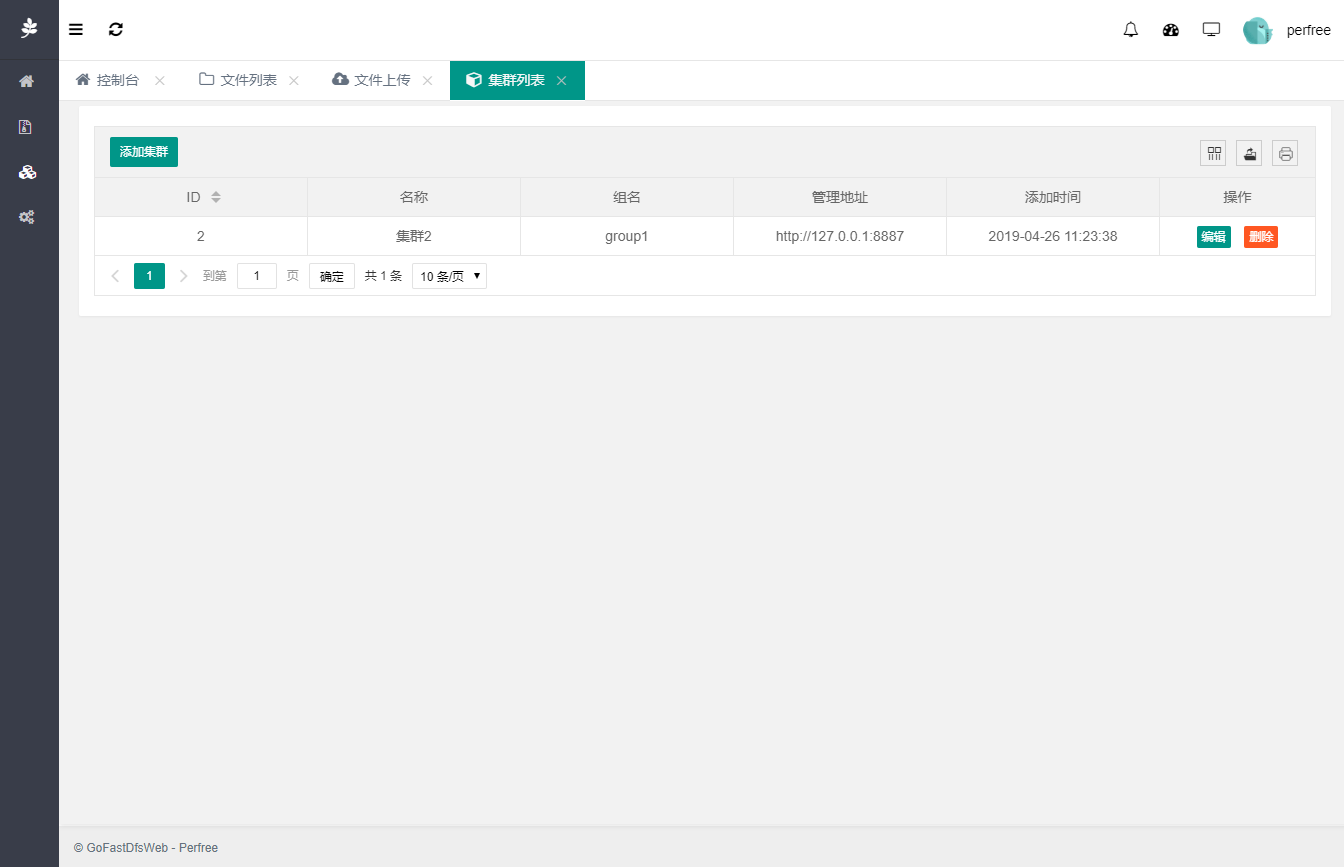 perfree
控制台 文件列表 文件上传 集群列表
添加集群
ID 名称 组名 管理地址 添加时间 操作
2 集群2 group1 http://127.0.0.1:8887 2019-04-26 11:23:38 编辑 删除
1 到第 1 页 确定 共 1 条 10 条/页
© GoFastDfsWeb - Perfree